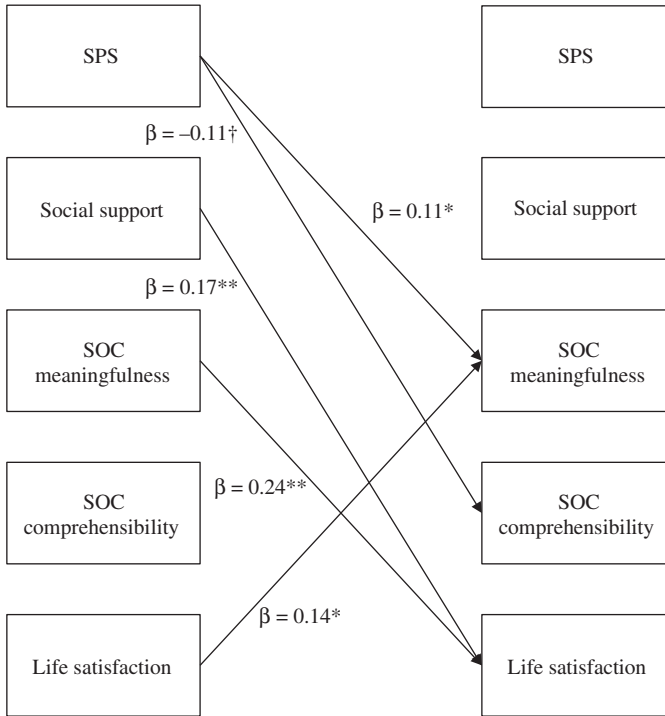 SPS
SPS
β = –0.11†
Social support
β = 0.11*
Social support
β = 0.17**
SOC
meaningfulness
SOC
meaningfulness
β = 0.24**
SOC
comprehensibility
SOC
comprehensibility
β = 0.14*
Life satisfaction
Life satisfaction